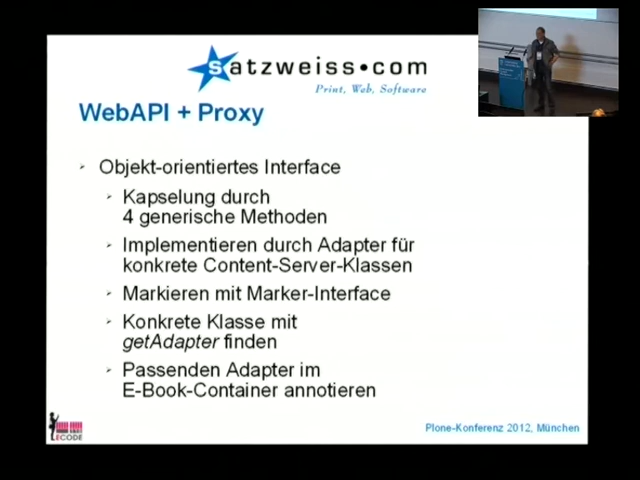 satzweiss.com
Print, Web, Software
WebAPI + Proxy
Objekt-orientiertes Interface
Kapselung durch
4 generische Methoden
Implementieren durch Adapter für
konkrete Content-Server-Klassen
Markieren mit Marker-Interface
Konkrete Klasse mit
getAdapter finden
Passenden Adapter im
E-Book-Container annotieren
ECODE
Plone-Konferenz 2012, München